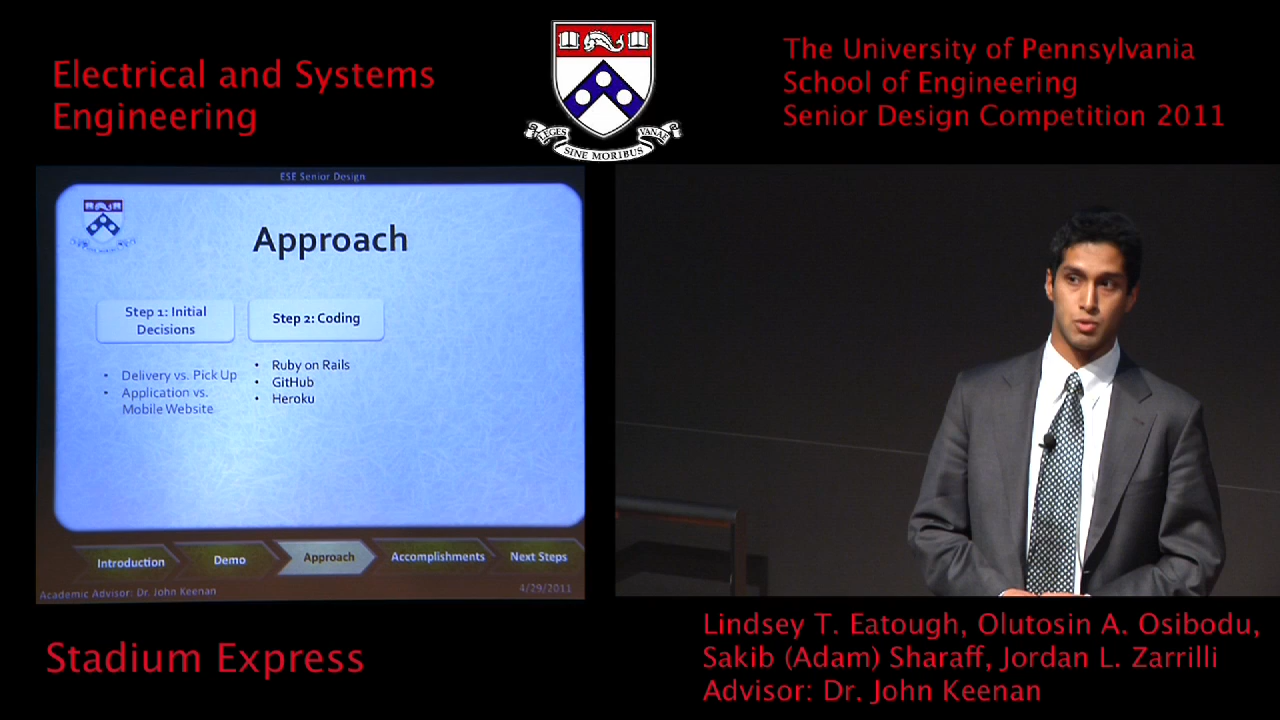 Electrical and Systems
Engineering
LEGES
SINE MORIBUS
VANAE
The University of Pennsylvania
School of Engineering
Senior Design Competition 2011
ESE Senior Design
Approach
Step 1: Initial
Decisions
• Delivery vs. Pick Up
• Application vs.
Mobile Website
Step 2: Coding
• Ruby on Rails
• GitHub
• Heroku
Introduction
Demo
Approach
Accomplishments
Next Steps
Academic Advisor: Dr. John Keenan
4/29/2011
Stadium Express
Lindsey T. Eatough, Olutosin A. Osibodu,
Sakib (Adam) Sharaff, Jordan L. Zarrilli
Advisor: Dr. John Keenan